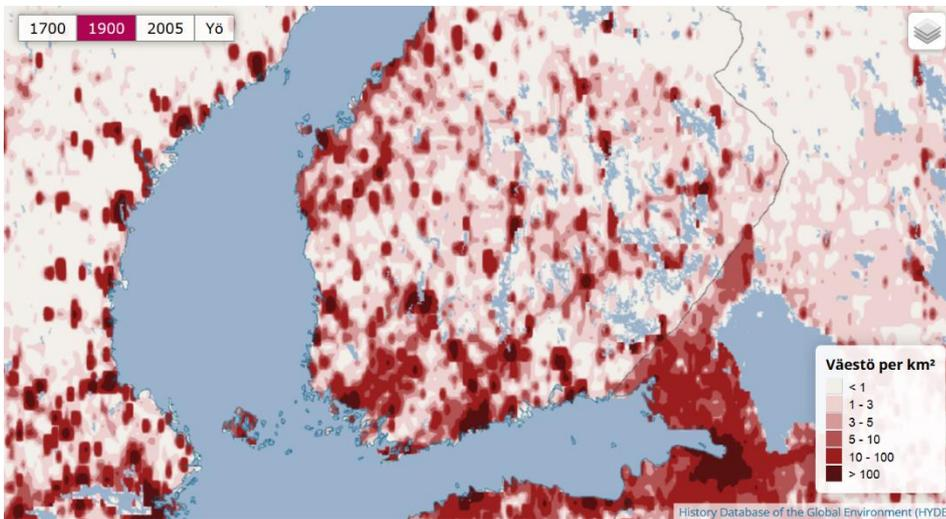 1700 1900 2005 Yö
Väestö per km²
< 1
1 - 3
3 - 5
5 - 10
10 - 100
> 100
History Database of the Global Environment (HYDE